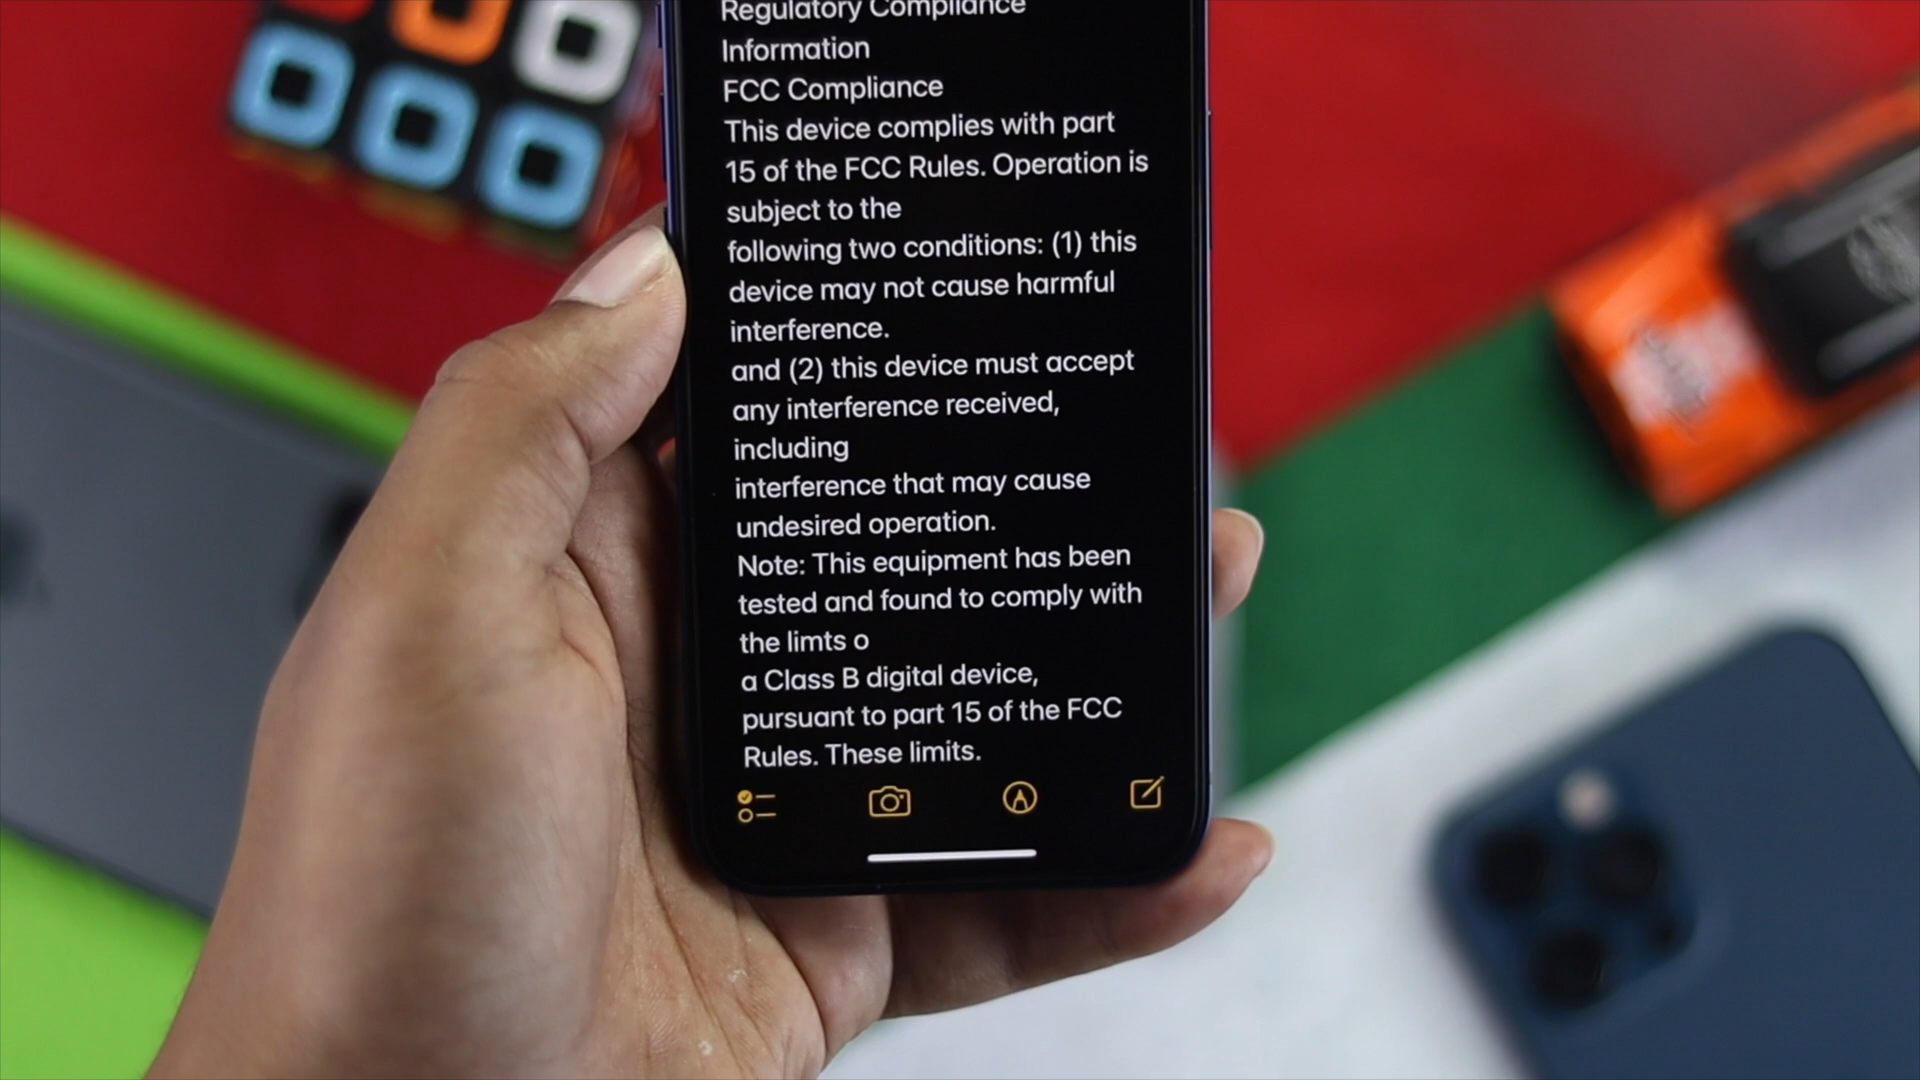 Regulatory Compliance
Information
FCC Compliance
This device complies with part
15 of the FCC Rules. Operation is
subject to the
following two conditions: (1) this
device may not cause harmful
interference.
and (2) this device must accept
any interference received,
including
interference that may cause
undesired operation.
Note: This equipment has been
tested and found to comply with
the limts o
a Class B digital device,
pursuant to part 15 of the FCC
Rules. These limits.